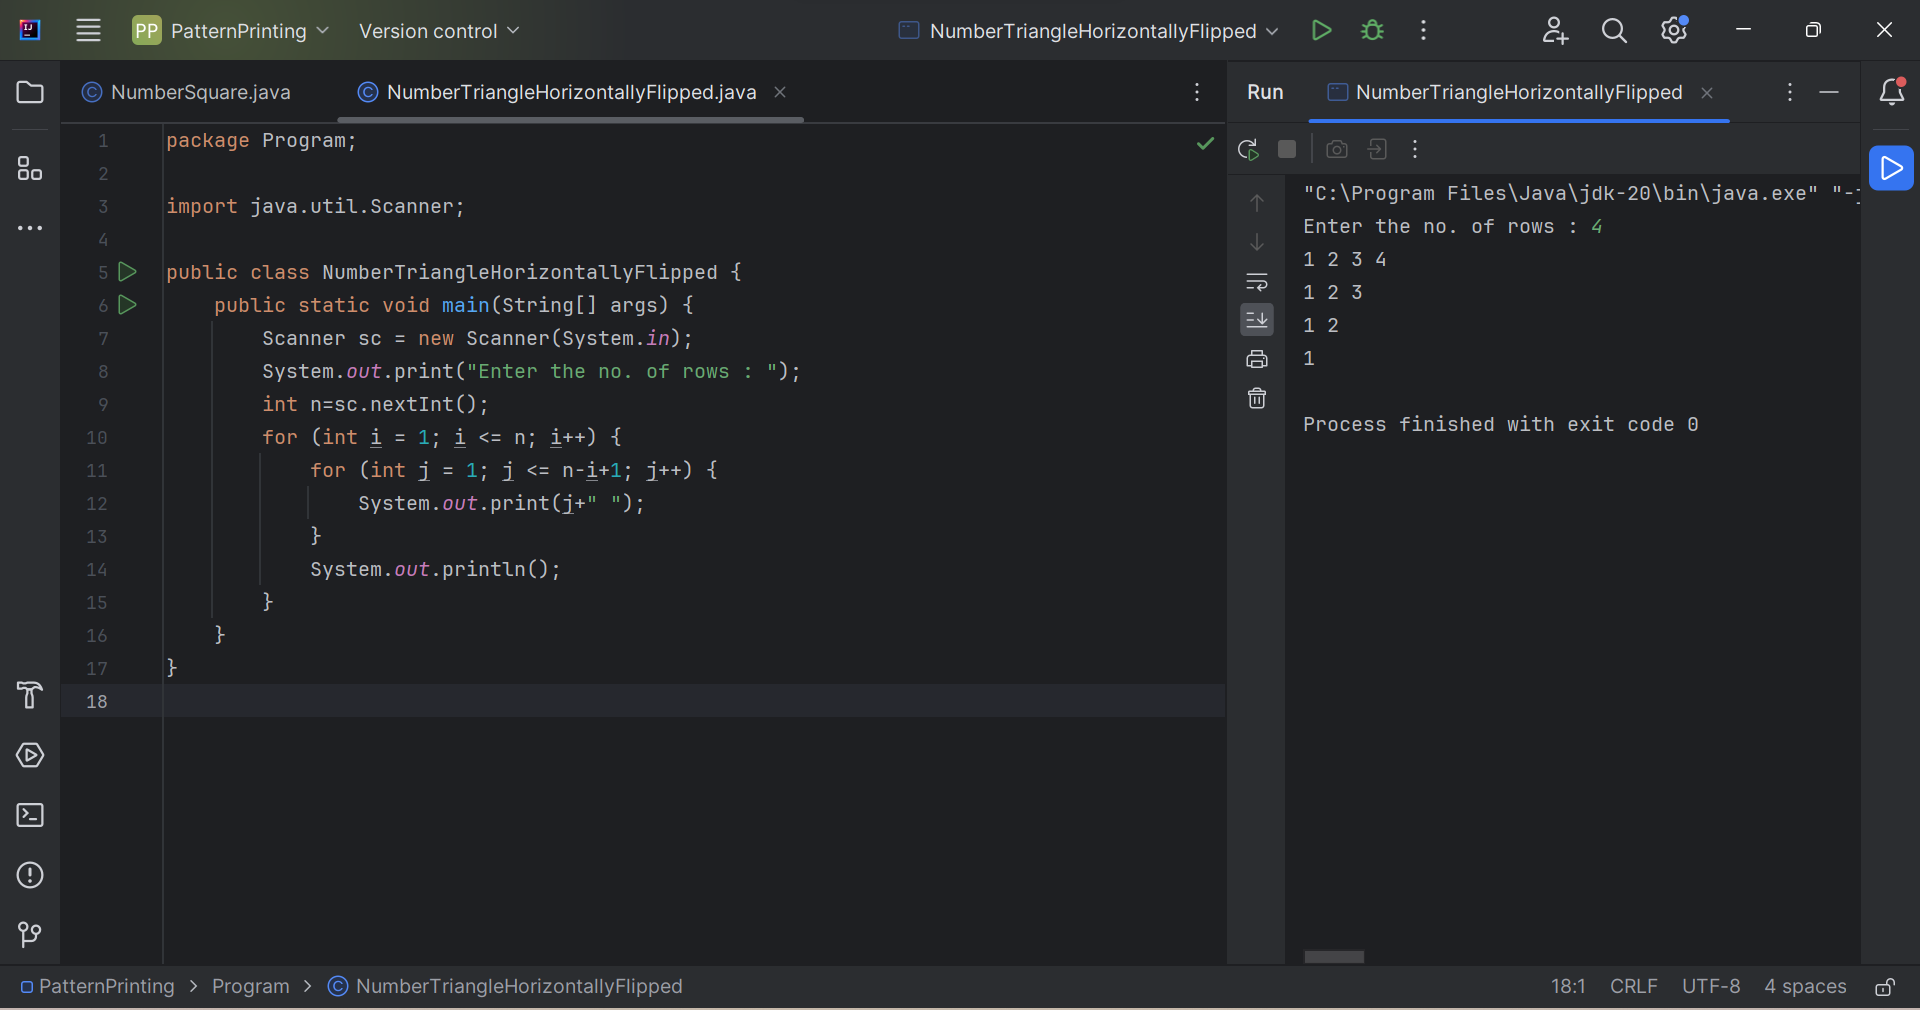 PP PatternPrinting Version control NumberTriangleHorizontallyFlipped
NumberSquare.java NumberTriangleHorizontallyFlipped.java
1 package Program;
2
3 import java.util.Scanner;
4
5 public class NumberTriangleHorizontallyFlipped {
6     public static void main(String[] args) {
7         Scanner sc = new Scanner(System.in);
8         System.out.print("Enter the no. of rows : ");
9         int n=sc.nextInt();
10         for (int i = 1; i <= n; i++) {
11             for (int j = 1; j <= n-i+1; j++) {
12                 System.out.print(j+" ");
13             }
14             System.out.println();
15         }
16     }
17 }
18
Run NumberTriangleHorizontallyFlipped
"C:\Program Files\Java\jdk-20\bin\java.exe" "-
Enter the no. of rows : 4
1 2 3 4
1 2 3
1 2
1
Process finished with exit code 0
PatternPrinting > Program > NumberTriangleHorizontallyFlipped
18:1 CRLF UTF-8 4 spaces